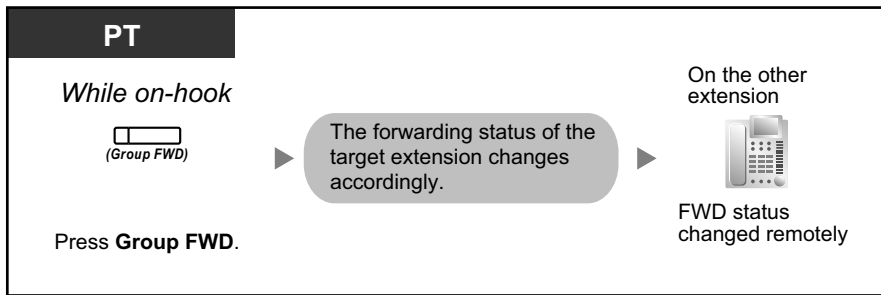 PT
While on-hook
(Group FWD)
Press Group FWD.
The forwarding status of the
target extension changes
accordingly.
On the other
extension
FWD status
changed remotely